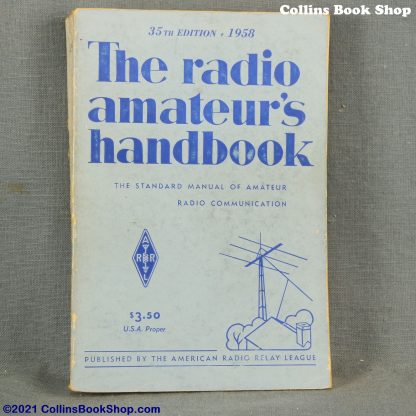 Collins Book Shop
35TH EDITION • 1958
The radio
amateur's
handbook
THE STANDARD MANUAL OF AMATEUR
RADIO COMMUNICATION
A
R R
L
$3.50
U.S.A. Proper
PUBLISHED BY THE AMERICAN RADIO RELAY LEAGUE
©2021 CollinsBookShop.com